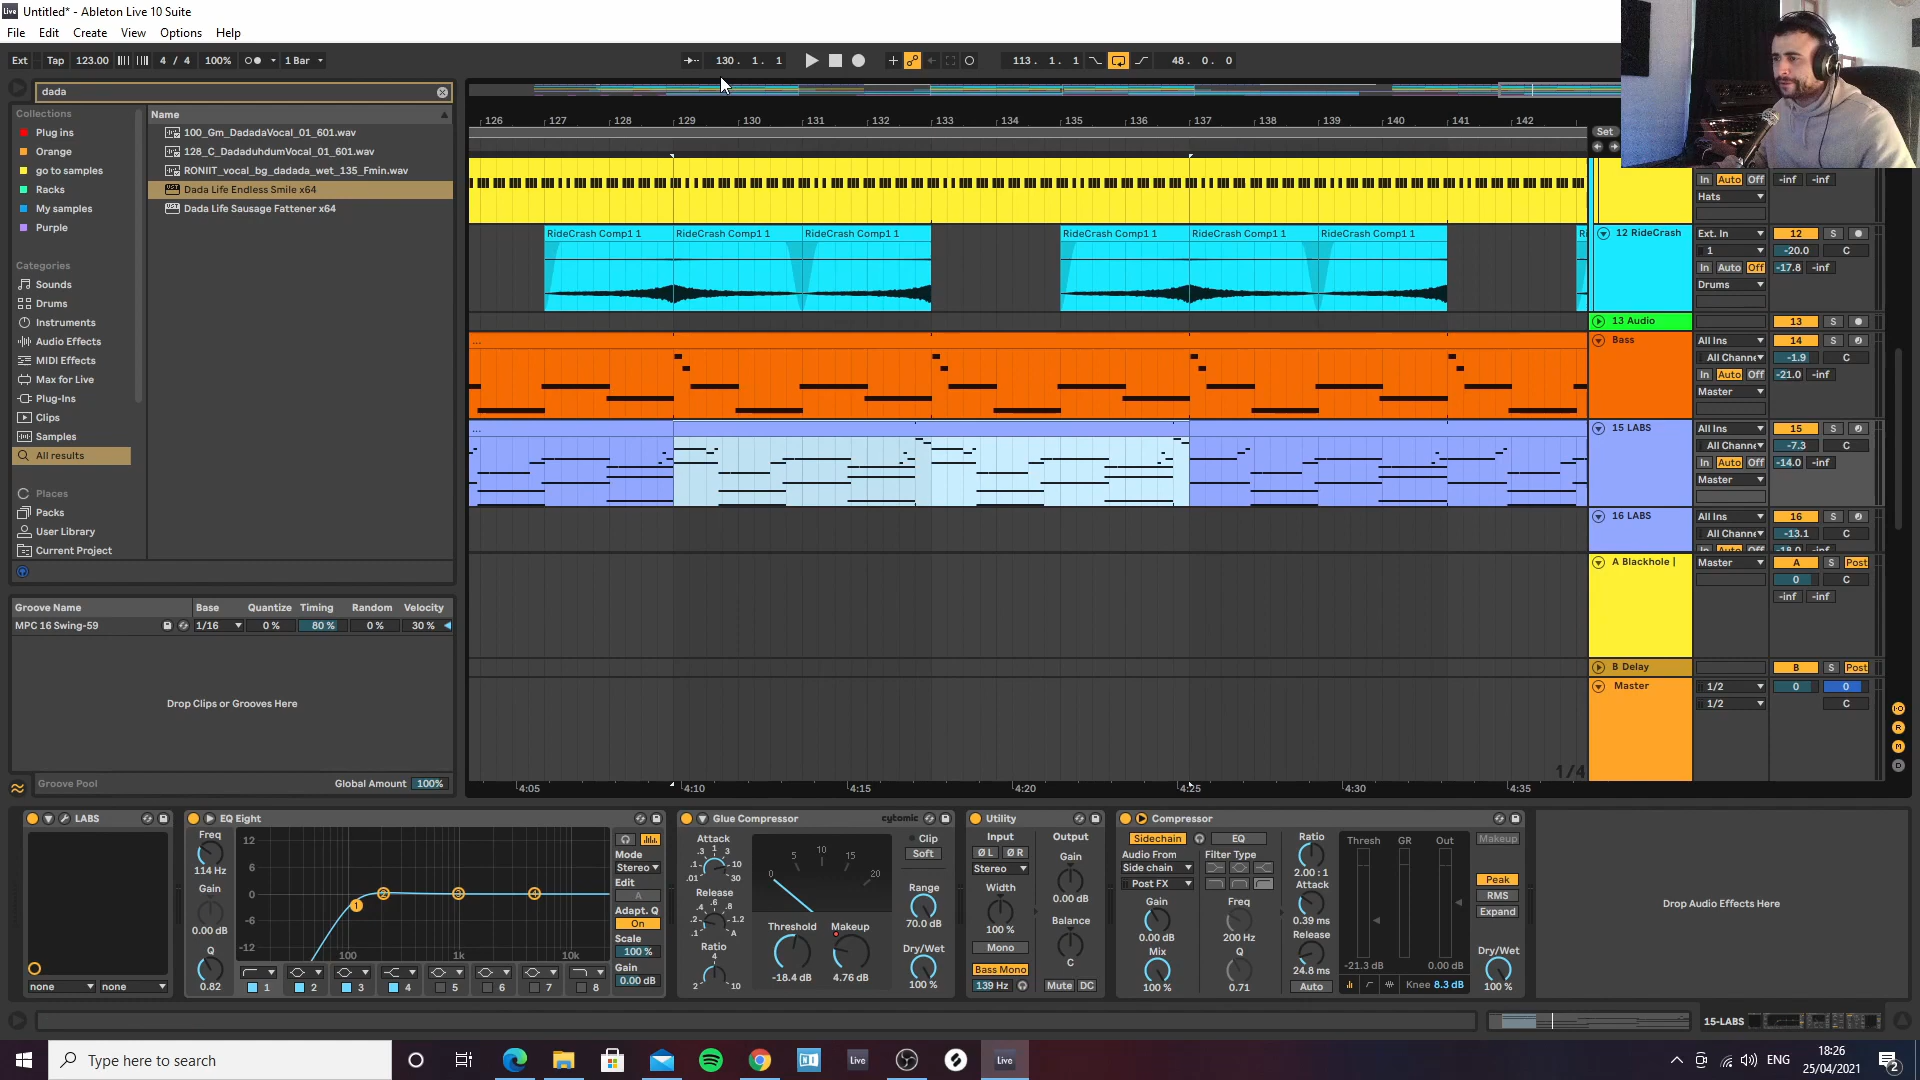 Untitled* - Ableton Live 10 Suite
File Edit Create View Options Help
Ext Tap 123.00 4 / 4 100% 1 Bar 130. 1. 1 113. 1. 1 48. 0. 0
dada
Collections
Plug ins
Orange
go to samples
Racks
My samples
Purple
Categories
Sounds
Drums
Instruments
Audio Effects
MIDI Effects
Max for Live
Plug-Ins
Clips
Samples
All results
Places
Packs
User Library
Current Project
Name
100_Gm_DadadaVocal_01_601.wav
128_C_DadaduhdumVocal_01_601.wav
RONIIT_vocal_bg_dadada_wet_135_Fmin.wav
Dada Life Endless Smile x64
Dada Life Sausage Fattener x64
Groove Name Base Quantize Timing Random Velocity
MPC 16 Swing-59 1/16 0 % 80 % 0 % 30 %
Drop Clips or Grooves Here
Groove Pool Global Amount 100%
126 127 128 129 130 131 132 133 134 135 136 137 138 139 140 141 142
Set
RideCrash Comp1 1 RideCrash Comp1 1 RideCrash Comp1 1 RideCrash Comp1 1 RideCrash Comp1 1 RideCrash Comp1 1
In Auto Off -inf -inf
Hats
12 RideCrash Ext. In 12 S
1 -20.0 C
In Auto Off -17.8 -inf
Drums
13 Audio 13 S
Bass All Ins 14 S
All Channe -1.9 C
In Auto Off -21.0 -inf
Master
15 LABS All Ins 15 S
All Channe -7.3 C
In Auto Off -14.0 -inf
Master
16 LABS All Ins 16 S
All Channe -13.1 C
In Auto Off -18.0 -inf
A Blackhole | Master A S Post
0 C
-inf -inf
B Delay B S Post
Master 1/2 0 0
1/2 C
1/4
4:05 4:10 4:15 4:20 4:25 4:30 4:35
LABS
none none
EQ Eight
Freq
114 Hz
Gain
0.00 dB
Q
0.82
12
6
0
-6
-12
100 1k 10k
1 2 3 4
1 2 3 4 5 6 7 8
Mode
Stereo
Edit
A
Adapt. Q
On
Scale
100 %
Gain
0.00 dB
Glue Compressor cytomic
Attack
.01 .1 .3 1 3 10 30
Release
.1 .2 .4 .6 .8 1.2 A
Ratio
2 4 10
0 5 10 15 20
Threshold Makeup
-18.4 dB 4.76 dB
Clip
Soft
Range
70.0 dB
Dry/Wet
100 %
Utility
Input Output
Ø L Ø R Gain
Stereo
Width 0.00 dB
100 % Balance
Mono
Bass Mono C
139 Hz Mute DC
Compressor
Sidechain EQ
Audio From Filter Type
Side chain
Post FX
Gain Freq
0.00 dB 200 Hz
Mix Q
100 % 0.71
Ratio
2.00 : 1
Attack
0.39 ms
Release
24.8 ms
Auto
Thresh GR Out
-21.3 dB 0.00 dB
Knee 8.3 dB
Makeup
Peak
RMS
Expand
Dry/Wet
100 %
Drop Audio Effects Here
15-LABS
Type here to search
Live
Live
ENG
18:26
25/04/2021
2